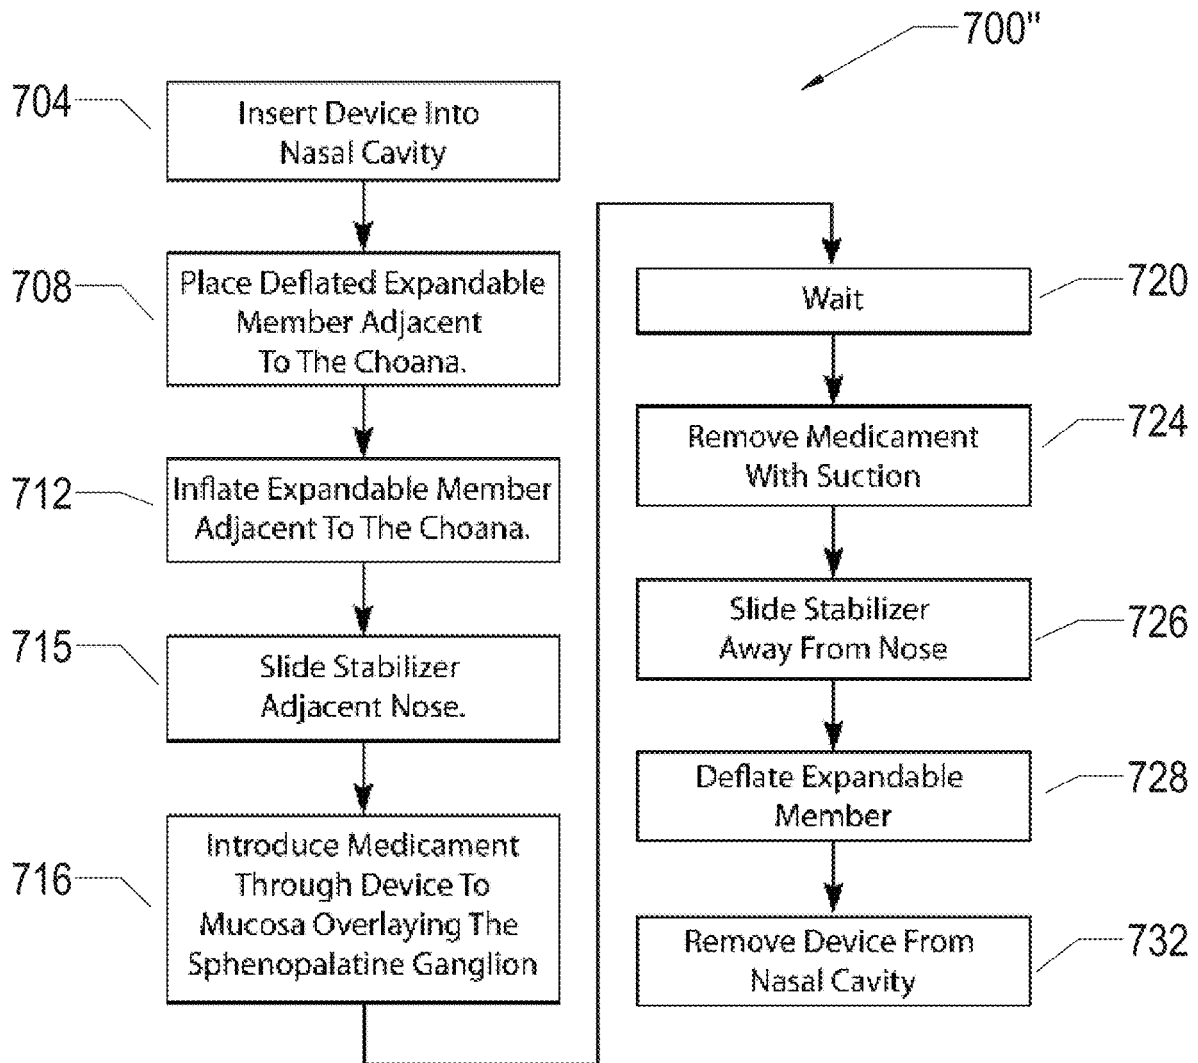 700"
704
Insert Device Into
Nasal Cavity
708
Place Deflated Expandable
Member Adjacent
To The Choana.
712
Inflate Expandable Member
Adjacent To The Choana.
715
Slide Stabilizer
Adjacent Nose.
716
Introduce Medicament
Through Device To
Mucosa Overlaying The
Sphenopalatine Ganglion
Wait
720
Remove Medicament
With Suction
724
Slide Stabilizer
Away From Nose
726
Deflate Expandable
Member
728
Remove Device From
Nasal Cavity
732